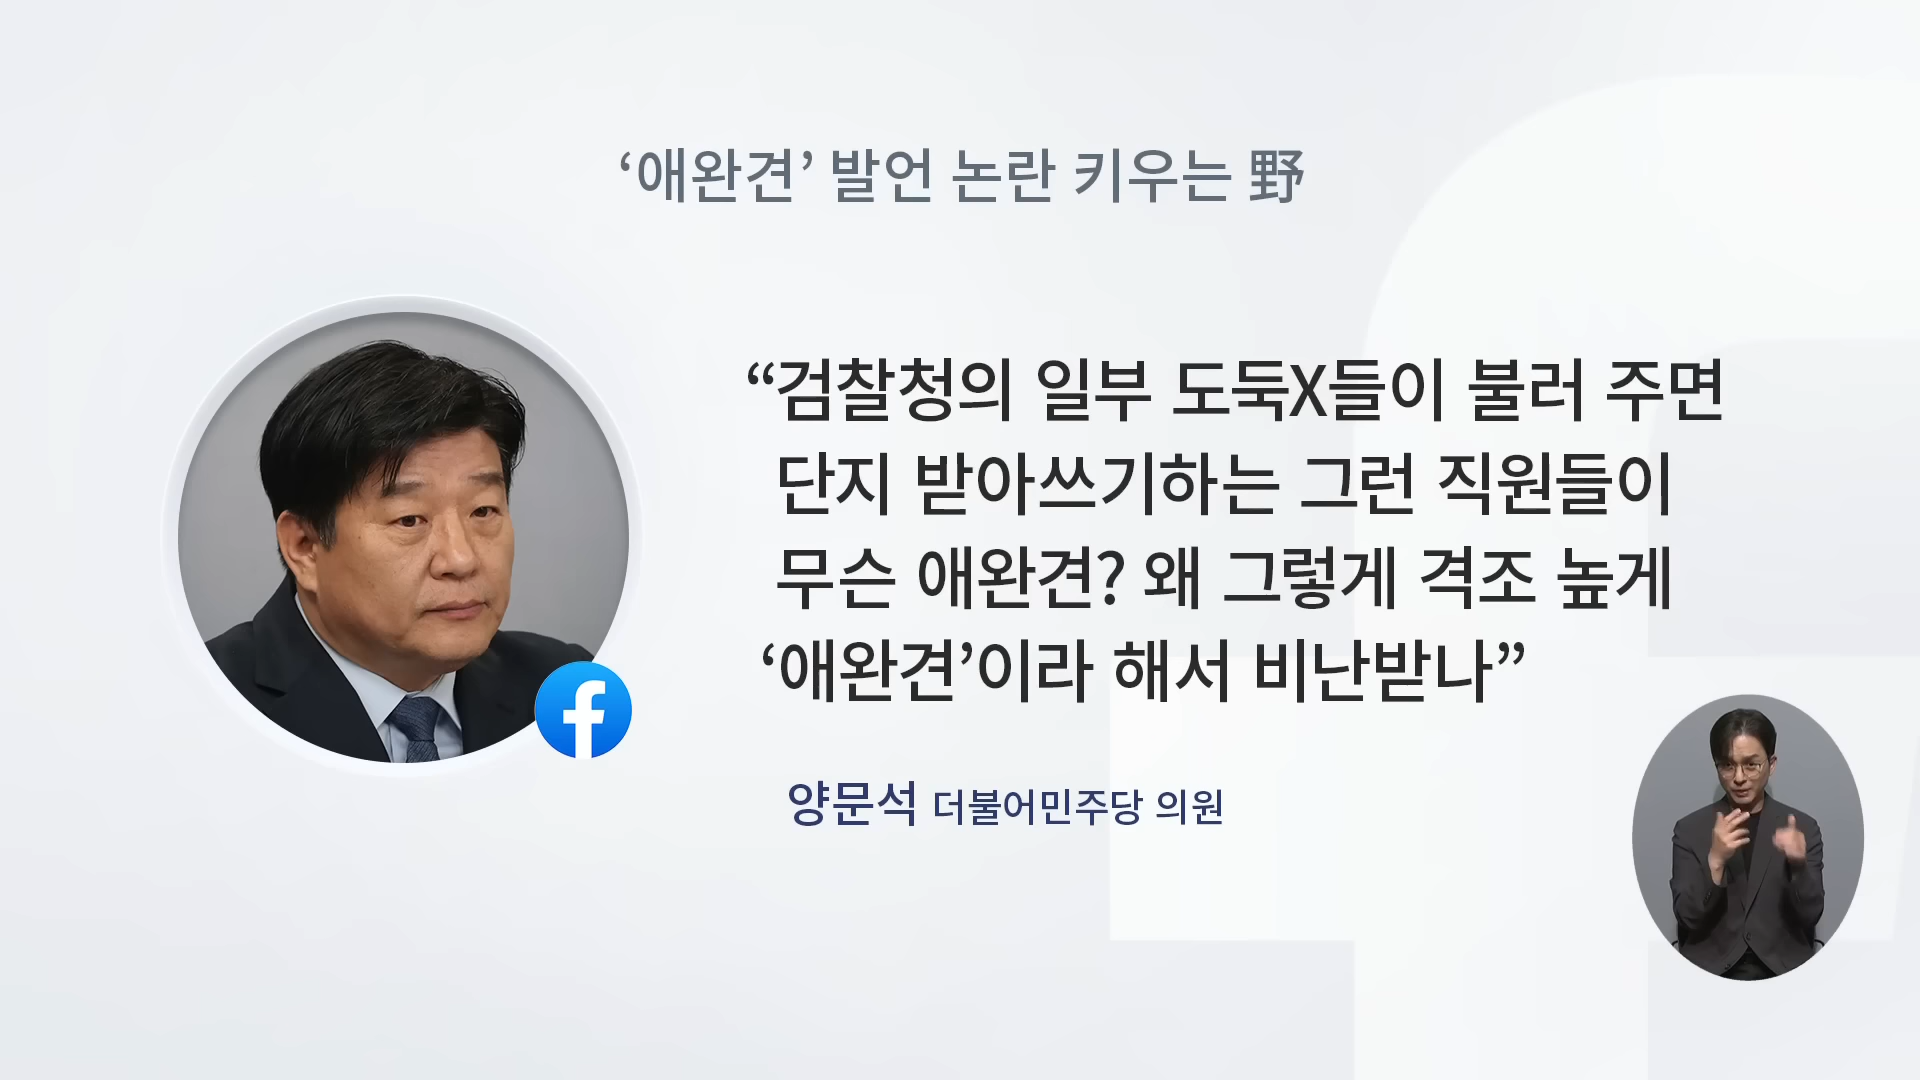 ‘애완견’ 발언 논란 키우는 野
“검찰청의 일부 도둑X들이 불러 주면
단지 받아쓰기하는 그런 직원들이
무슨 애완견? 왜 그렇게 격조 높게
‘애완견’이라 해서 비난받나”
양문석 더불어민주당 의원